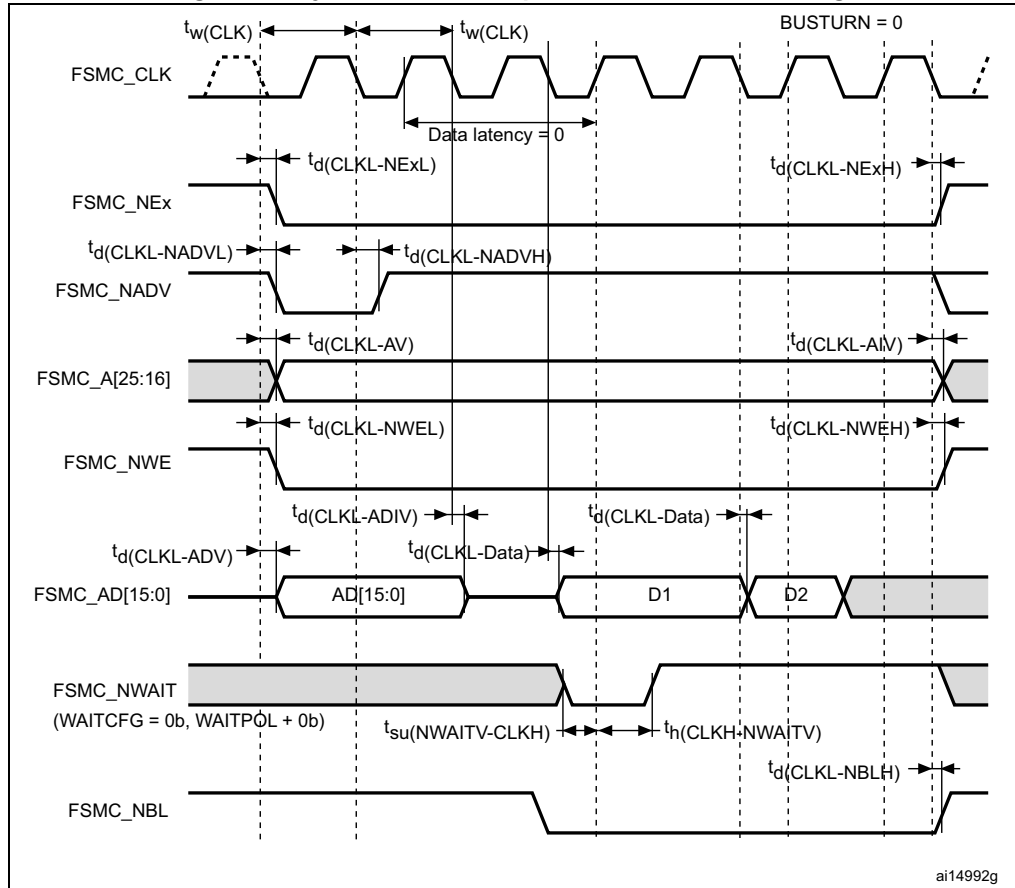 tw(CLK) tw(CLK) BUSTURN = 0
FSMC_CLK
Data latency = 0
td(CLKL-NExL) td(CLKL-NExH)
FSMC_NEx
td(CLKL-NADVL) td(CLKL-NADVH)
FSMC_NADV
td(CLKL-AV) td(CLKL-AIV)
FSMC_A[25:16]
td(CLKL-NWEL) td(CLKL-NWEH)
FSMC_NWE
td(CLKL-ADIV) td(CLKL-Data)
td(CLKL-ADV) td(CLKL-Data)
FSMC_AD[15:0] AD[15:0] D1 D2
FSMC_NWAIT
(WAITCFG = 0b, WAITPOL + 0b)
tsu(NWAITV-CLKH) th(CLKH-NWAITV)
td(CLKL-NBLH)
FSMC_NBL
ai14992g